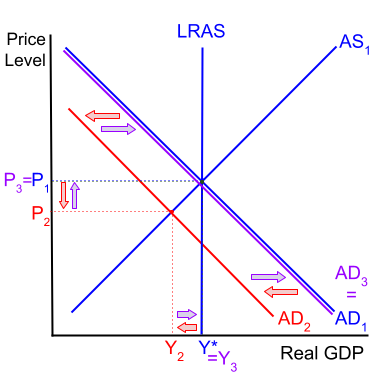 Price
Level
LRAS
AS₁
P₃=P₁
P₂
AD₃
=
AD₂
AD₁
Y₂
Y*
=Y₃
Real GDP